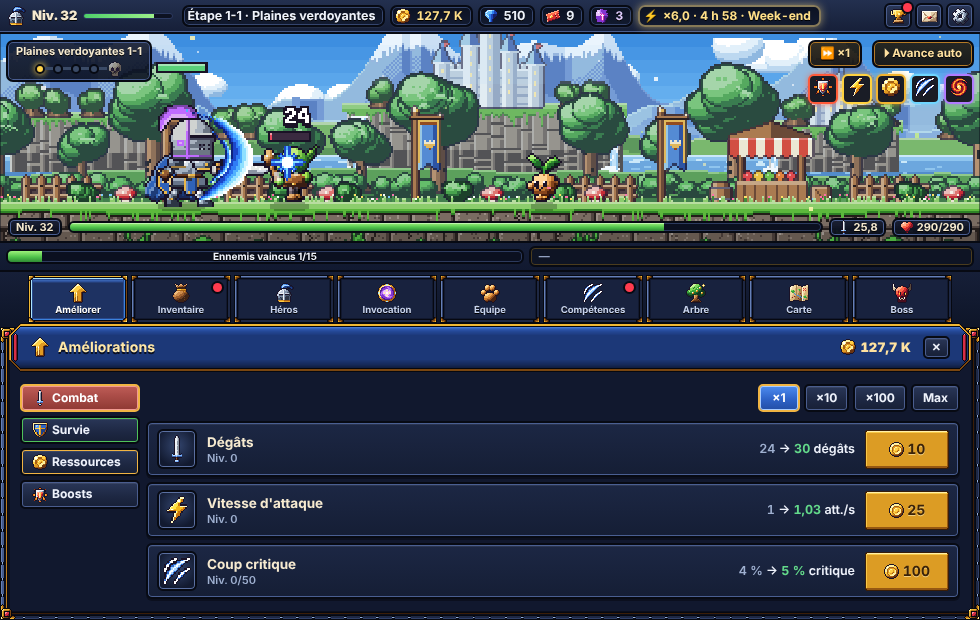 Niv. 32
Étape 1-1 · Plaines verdoyantes
127,7 K
510
9
3
×6,0 · 4 h 58 · Week-end
Plaines verdoyantes 1-1
×1
Avance auto
24
Niv. 32
25,8
290/290
Ennemis vaincus 1/15
—
Améliorer
Inventaire
Héros
Invocation
Equipe
Compétences
Arbre
Carte
Boss
Améliorations
127,7 K
×
Combat
Survie
Ressources
Boosts
×1
×10
×100
Max
Dégâts
Niv. 0
24 → 30 dégâts
10
Vitesse d'attaque
Niv. 0
1 → 1,03 att./s
25
Coup critique
Niv. 0/50
4 % → 5 % critique
100